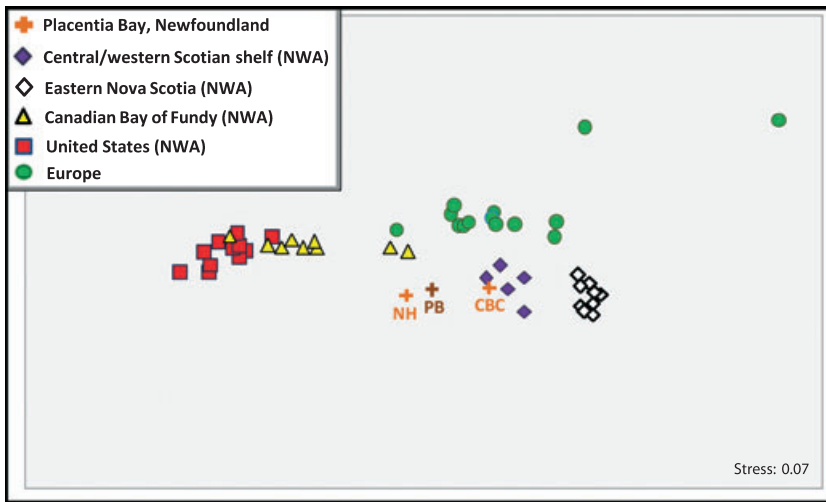 Placentia Bay, Newfoundland
Central/western Scotian shelf (NWA)
Eastern Nova Scotia (NWA)
Canadian Bay of Fundy (NWA)
United States (NWA)
Europe
NH
PB
CBC
Stress: 0.07